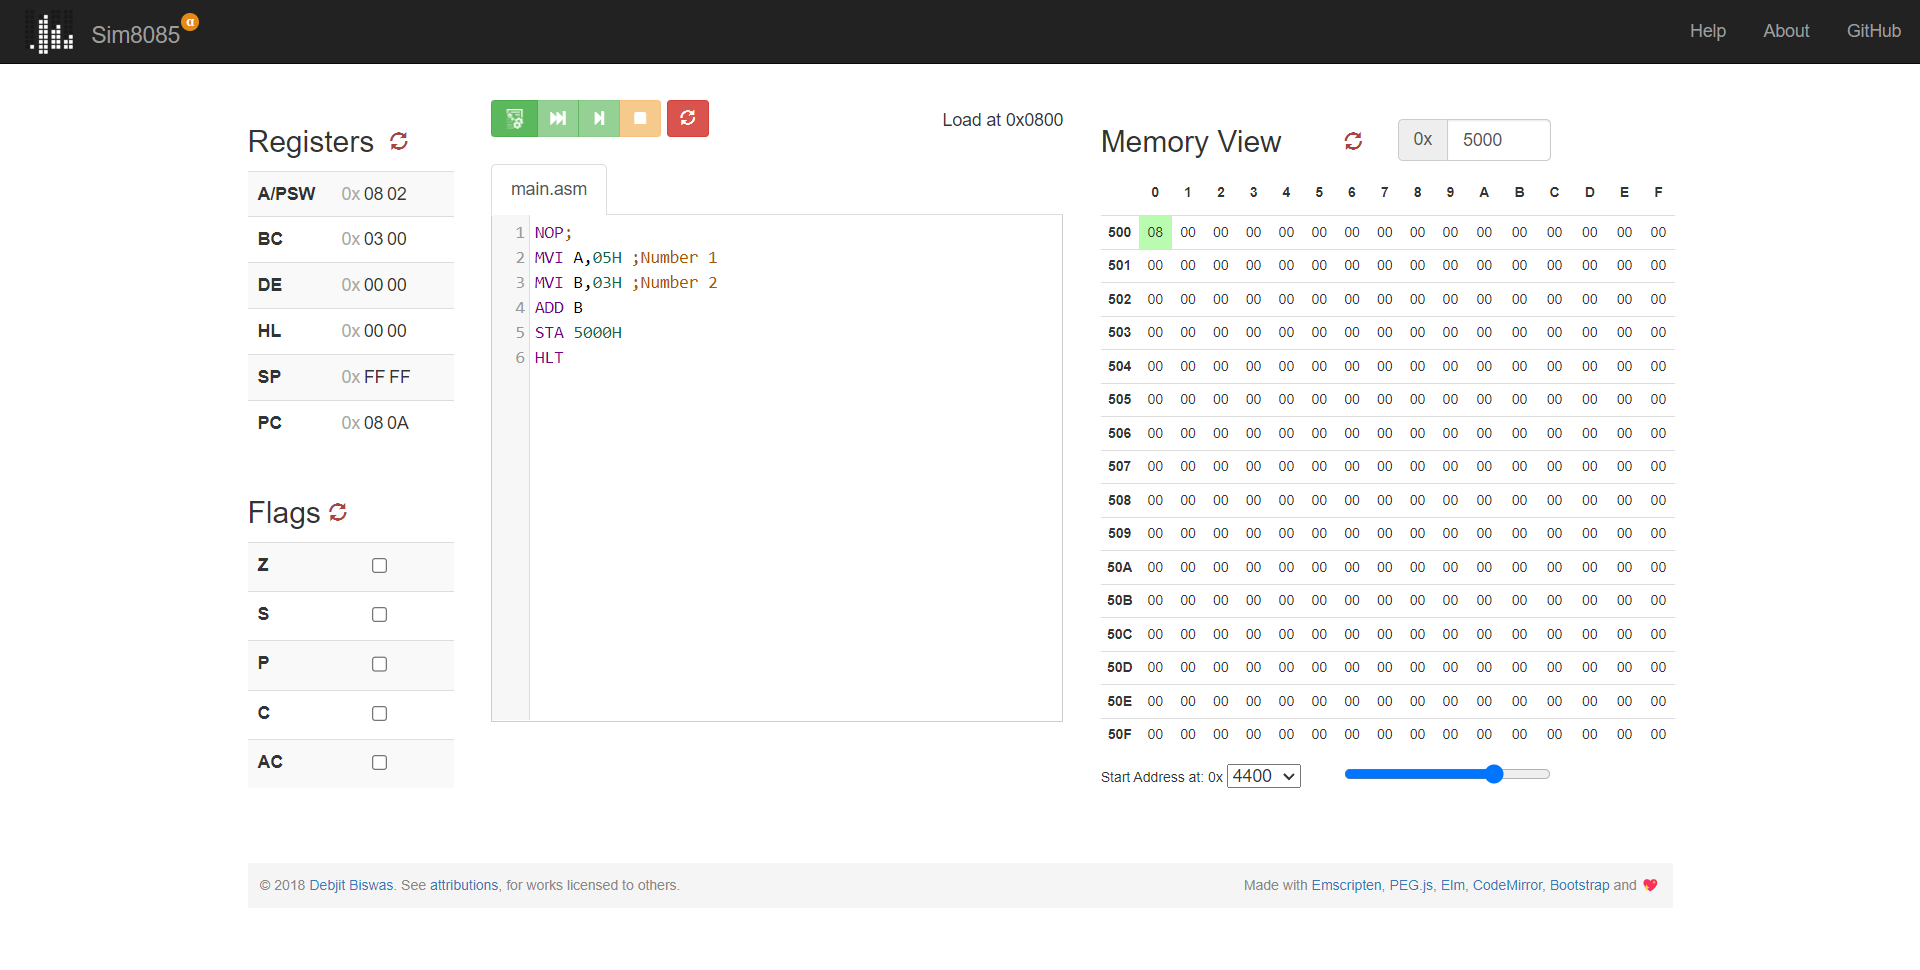 Sim8085 α
Help About GitHub
Registers
A/PSW 0x 08 02
BC 0x 03 00
DE 0x 00 00
HL 0x 00 00
SP 0x FF FF
PC 0x 08 0A
Flags
Z
S
P
C
AC
Load at 0x0800
main.asm
1 NOP;
2 MVI A,05H ;Number 1
3 MVI B,03H ;Number 2
4 ADD B
5 STA 5000H
6 HLT
Memory View 0x 5000
0 1 2 3 4 5 6 7 8 9 A B C D E F
500 08 00 00 00 00 00 00 00 00 00 00 00 00 00 00 00
501 00 00 00 00 00 00 00 00 00 00 00 00 00 00 00 00
502 00 00 00 00 00 00 00 00 00 00 00 00 00 00 00 00
503 00 00 00 00 00 00 00 00 00 00 00 00 00 00 00 00
504 00 00 00 00 00 00 00 00 00 00 00 00 00 00 00 00
505 00 00 00 00 00 00 00 00 00 00 00 00 00 00 00 00
506 00 00 00 00 00 00 00 00 00 00 00 00 00 00 00 00
507 00 00 00 00 00 00 00 00 00 00 00 00 00 00 00 00
508 00 00 00 00 00 00 00 00 00 00 00 00 00 00 00 00
509 00 00 00 00 00 00 00 00 00 00 00 00 00 00 00 00
50A 00 00 00 00 00 00 00 00 00 00 00 00 00 00 00 00
50B 00 00 00 00 00 00 00 00 00 00 00 00 00 00 00 00
50C 00 00 00 00 00 00 00 00 00 00 00 00 00 00 00 00
50D 00 00 00 00 00 00 00 00 00 00 00 00 00 00 00 00
50E 00 00 00 00 00 00 00 00 00 00 00 00 00 00 00 00
50F 00 00 00 00 00 00 00 00 00 00 00 00 00 00 00 00
Start Address at: 0x 4400
© 2018 Debjit Biswas. See attributions, for works licensed to others.
Made with Emscripten, PEG.js, Elm, CodeMirror, Bootstrap and 💖